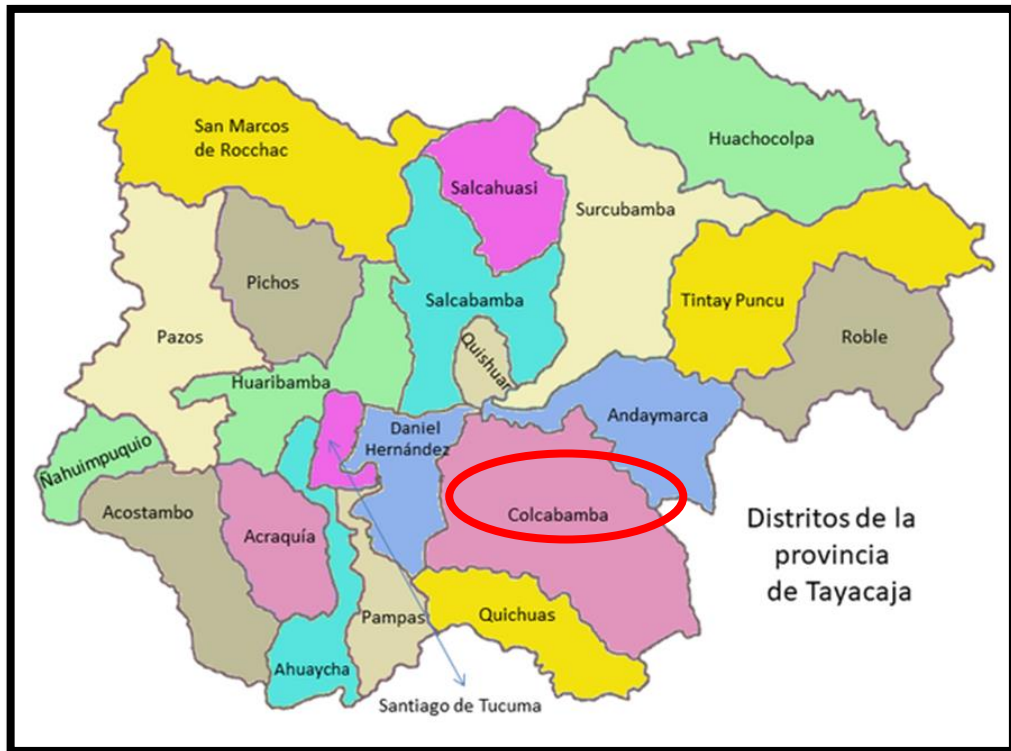 San Marcos
de Rocchac
Huachocolpa
Salcahuasi
Surcubamba
Pichos
Salcabamba
Tintay Puncu
Pazos
Quishuar
Roble
Huaribamba
Daniel
Hernández
Andaymarca
Ñahuimpuquio
Acostambo
Acraquía
Colcabamba
Distritos de la
provincia
de Tayacaja
Pampas
Quichuas
Ahuaycha
Santiago de Tucuma